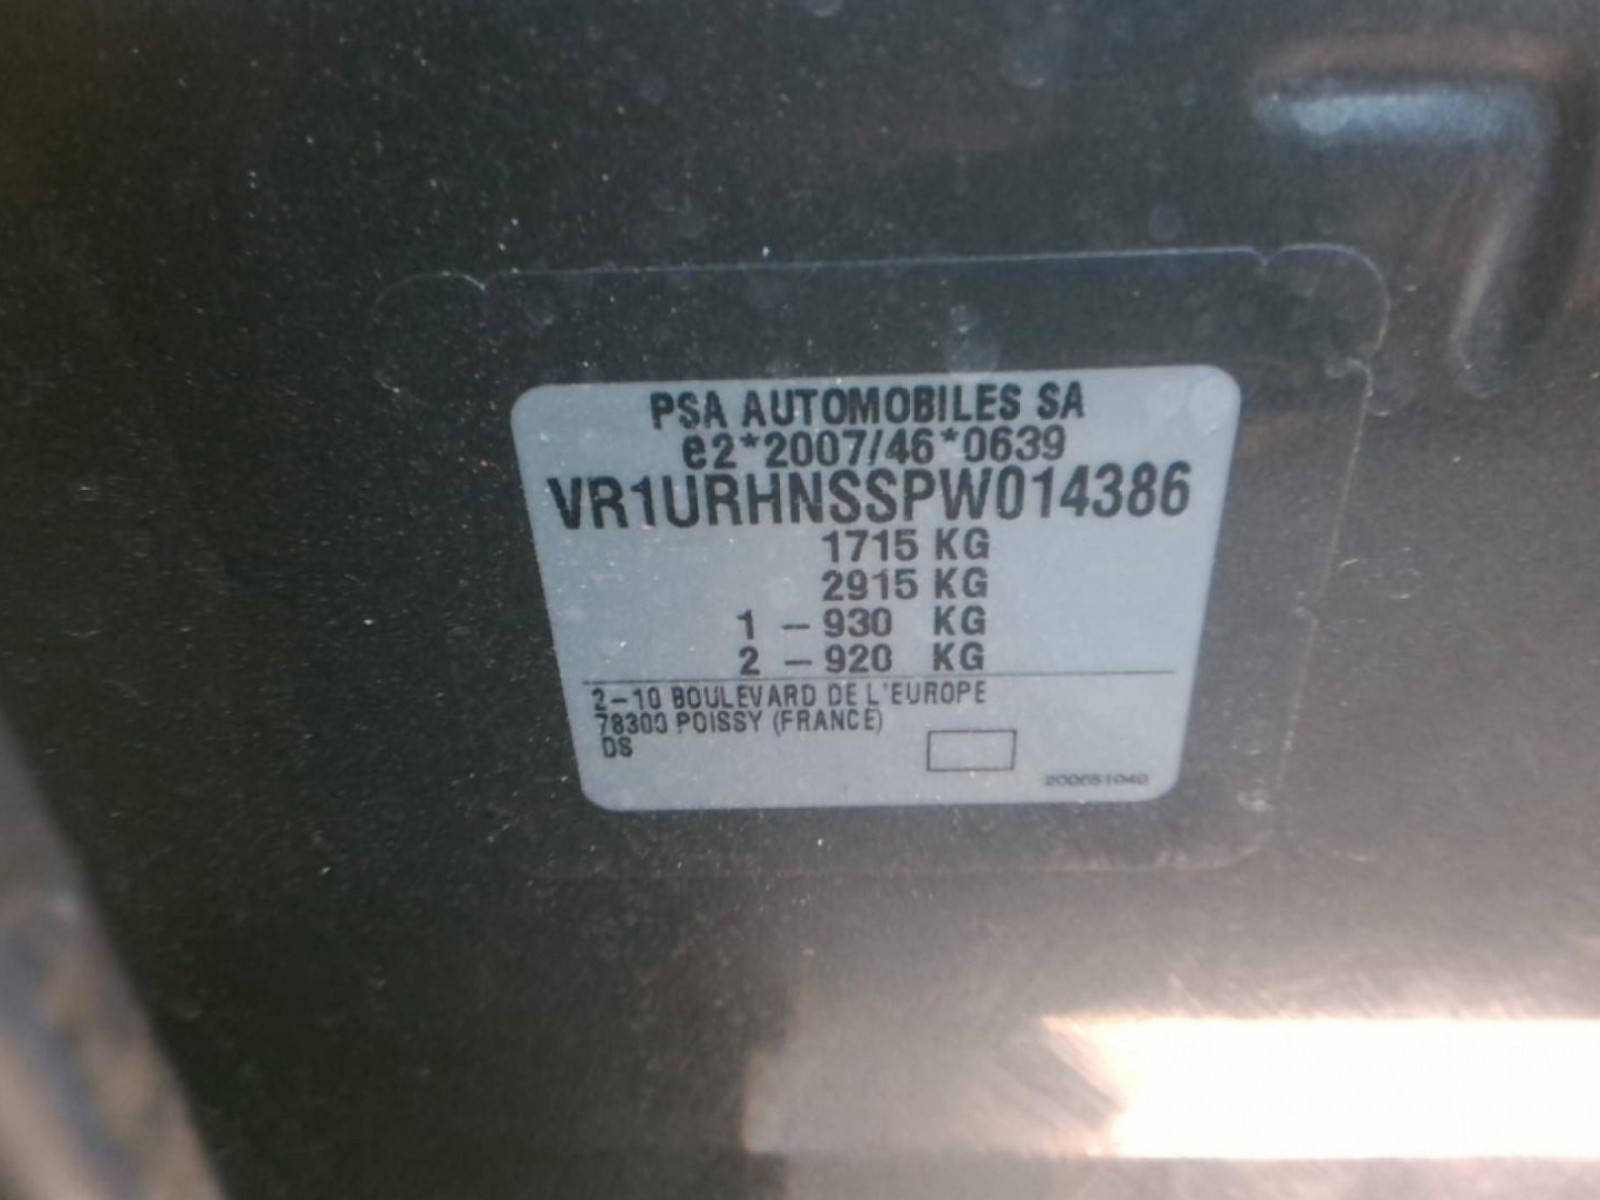 PSA AUTOMOBILES SA
e2*2007/46*0639
VR1URHNSSPW014386
1715 KG
2915 KG
1 – 930 KG
2 – 920 KG
2–10 BOULEVARD DE L'EUROPE
78300 POISSY (FRANCE)
DS